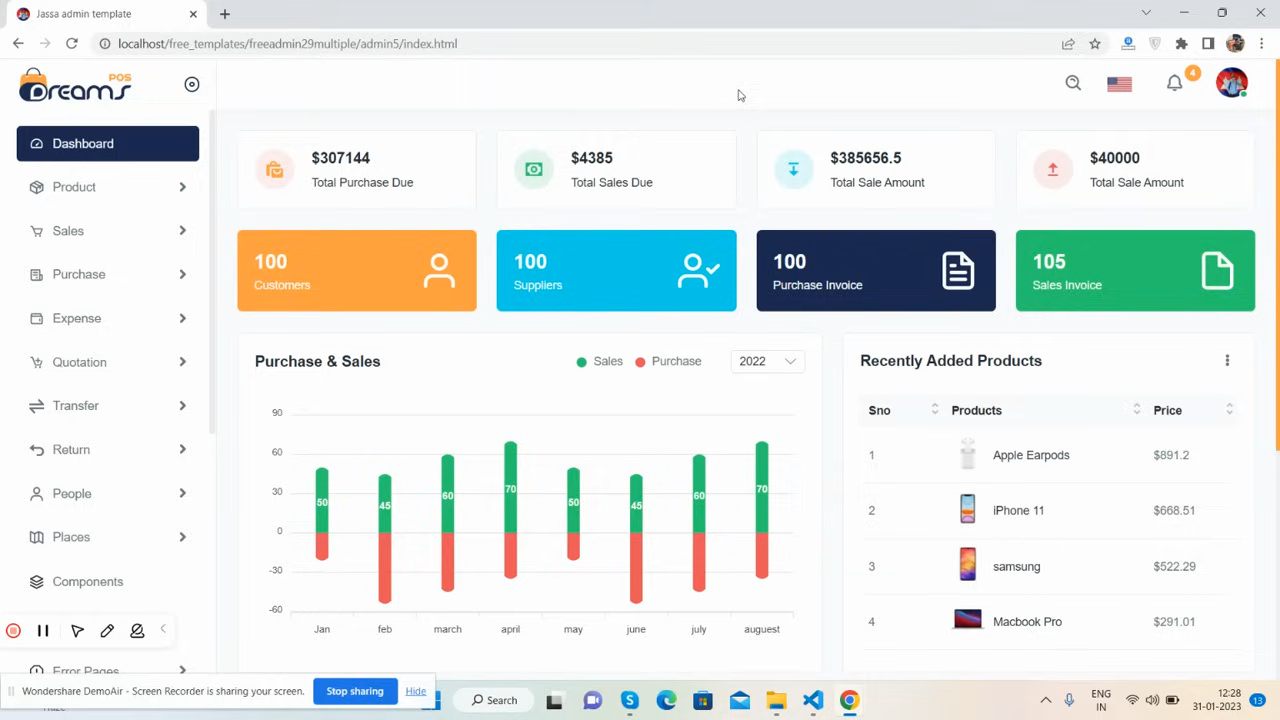 Jassa admin template
localhost/free_templates/freeadmin29multiple/admin5/index.html
DreamS POS
4
Dashboard
Product
Sales
Purchase
Expense
Quotation
Transfer
Return
People
Places
Components
Error Pages
$307144
Total Purchase Due
$4385
Total Sales Due
$385656.5
Total Sale Amount
$40000
Total Sale Amount
100
Customers
100
Suppliers
100
Purchase Invoice
105
Sales Invoice
Purchase & Sales
Sales
Purchase
2022
90
60
30
0
-30
-60
50
45
60
70
50
45
60
70
Jan
feb
march
april
may
june
july
auguest
Recently Added Products
Sno Products Price
1 Apple Earpods $891.2
2 iPhone 11 $668.51
3 samsung $522.29
4 Macbook Pro $291.01
Wondershare DemoAir - Screen Recorder is sharing your screen.
Stop sharing
Hide
Search
ENG
IN
12:28
31-01-2023
13